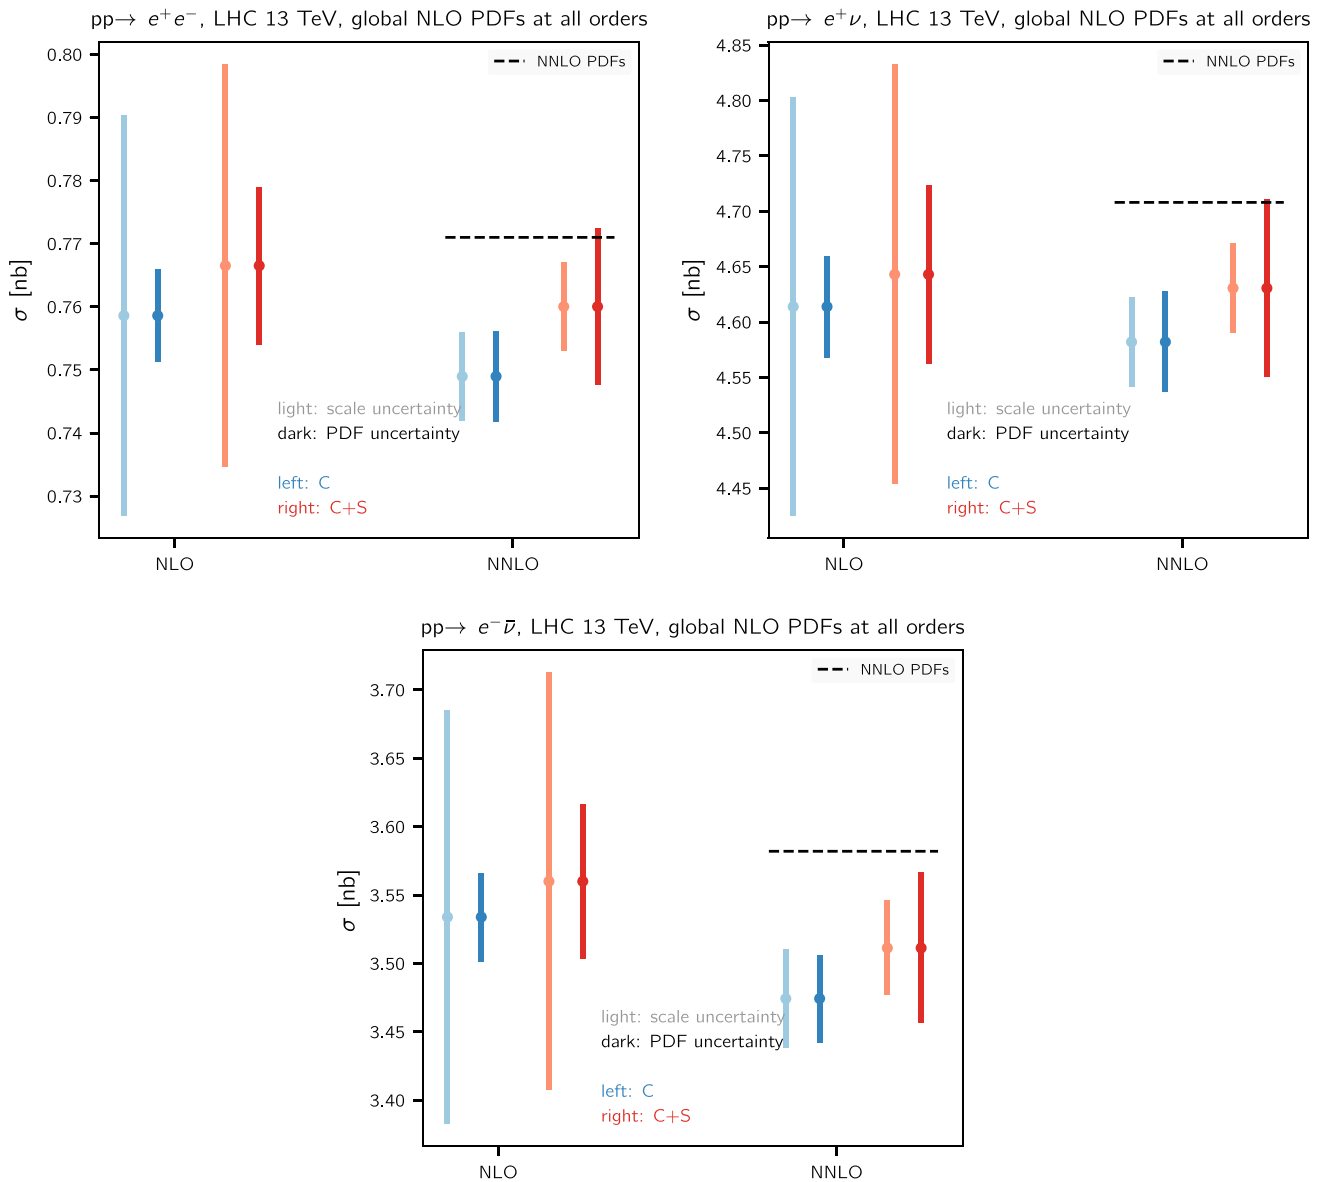 pp→ e⁺e⁻, LHC 13 TeV, global NLO PDFs at all orders
NNLO PDFs
0.80
0.79
0.78
0.77
0.76
0.75
0.74
0.73
σ [nb]
light: scale uncertainty
dark: PDF uncertainty
left: C
right: C+S
NLO
NNLO
pp→ e⁺ν, LHC 13 TeV, global NLO PDFs at all orders
NNLO PDFs
4.85
4.80
4.75
4.70
4.65
4.60
4.55
4.50
4.45
σ [nb]
light: scale uncertainty
dark: PDF uncertainty
left: C
right: C+S
NLO
NNLO
pp→ e⁻ν̄, LHC 13 TeV, global NLO PDFs at all orders
NNLO PDFs
3.70
3.65
3.60
3.55
3.50
3.45
3.40
σ [nb]
light: scale uncertainty
dark: PDF uncertainty
left: C
right: C+S
NLO
NNLO